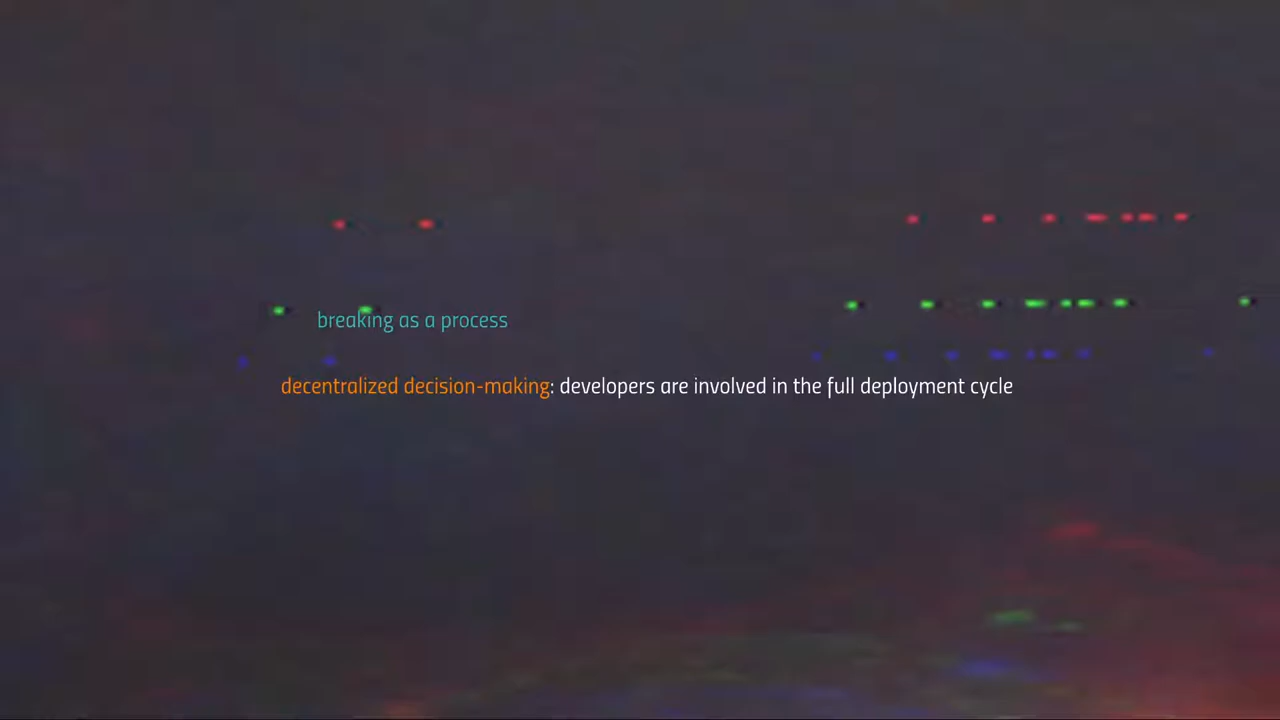 breaking as a process
decentralized decision-making: developers are involved in the full deployment cycle